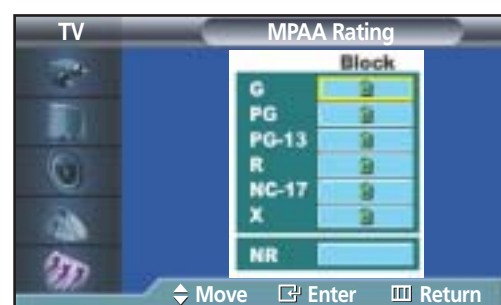 TV
MPAA Rating
Block
G
PG
PG-13
R
NC-17
X
NR
Move Enter Return